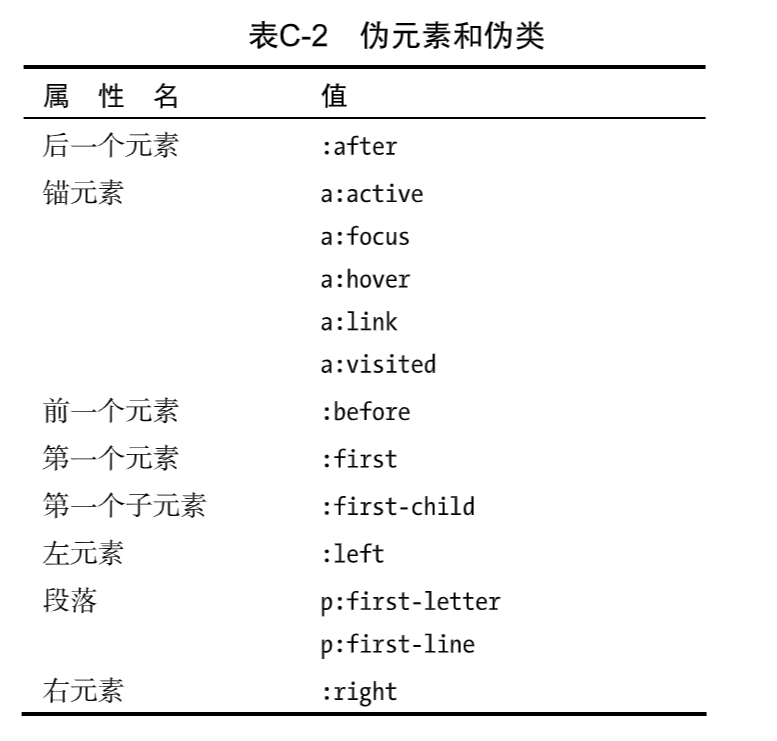 表C-2 伪元素和伪类
属 性 名 值
后一个元素 :after
锚元素 a:active
a:focus
a:hover
a:link
a:visited
前一个元素 :before
第一个元素 :first
第一个子元素 :first-child
左元素 :left
段落 p:first-letter
p:first-line
右元素 :right